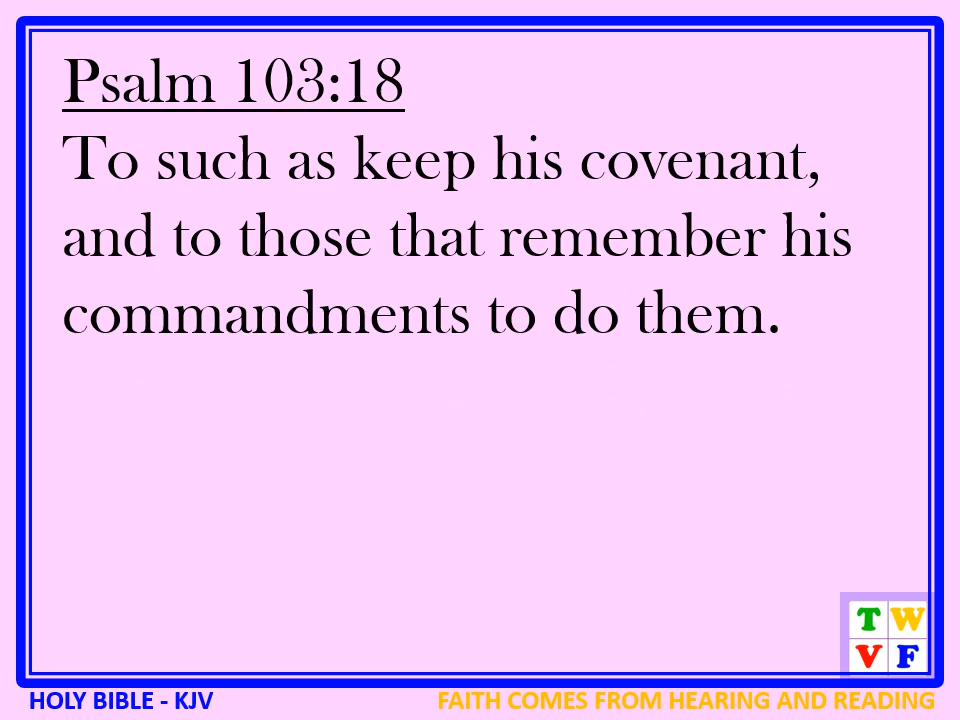 Psalm 103:18
To such as keep his covenant,
and to those that remember his
commandments to do them.
T W
V F
HOLY BIBLE - KJV
FAITH COMES FROM HEARING AND READING